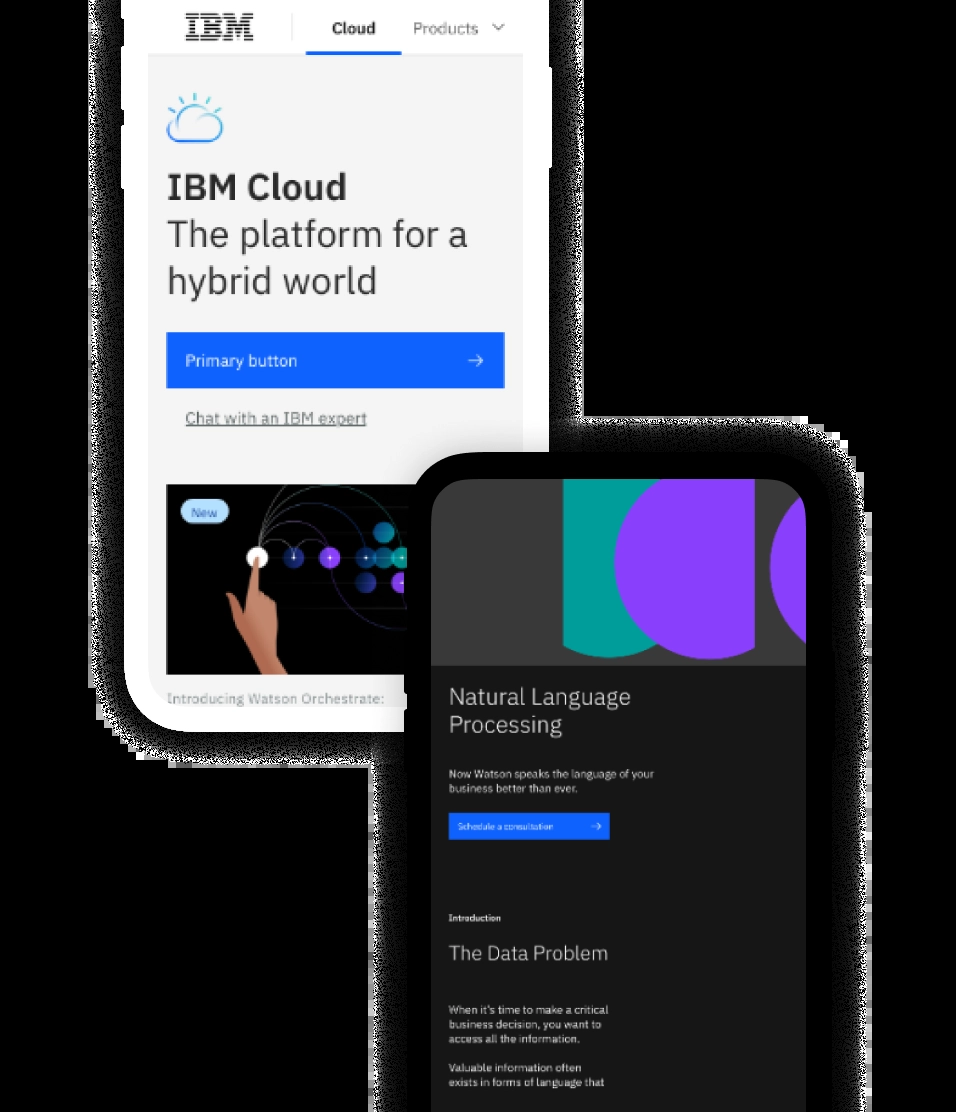 IBM Cloud Products
IBM Cloud
The platform for a
hybrid world
Primary button
Chat with an IBM expert
New
Introducing Watson Orchestrate:
Natural Language
Processing
Now Watson speaks the language of your
business better than ever.
Schedule a consultation
Introduction
The Data Problem
When it's time to make a critical
business decision, you want to
access all the information.
Valuable information often
exists in forms of language that